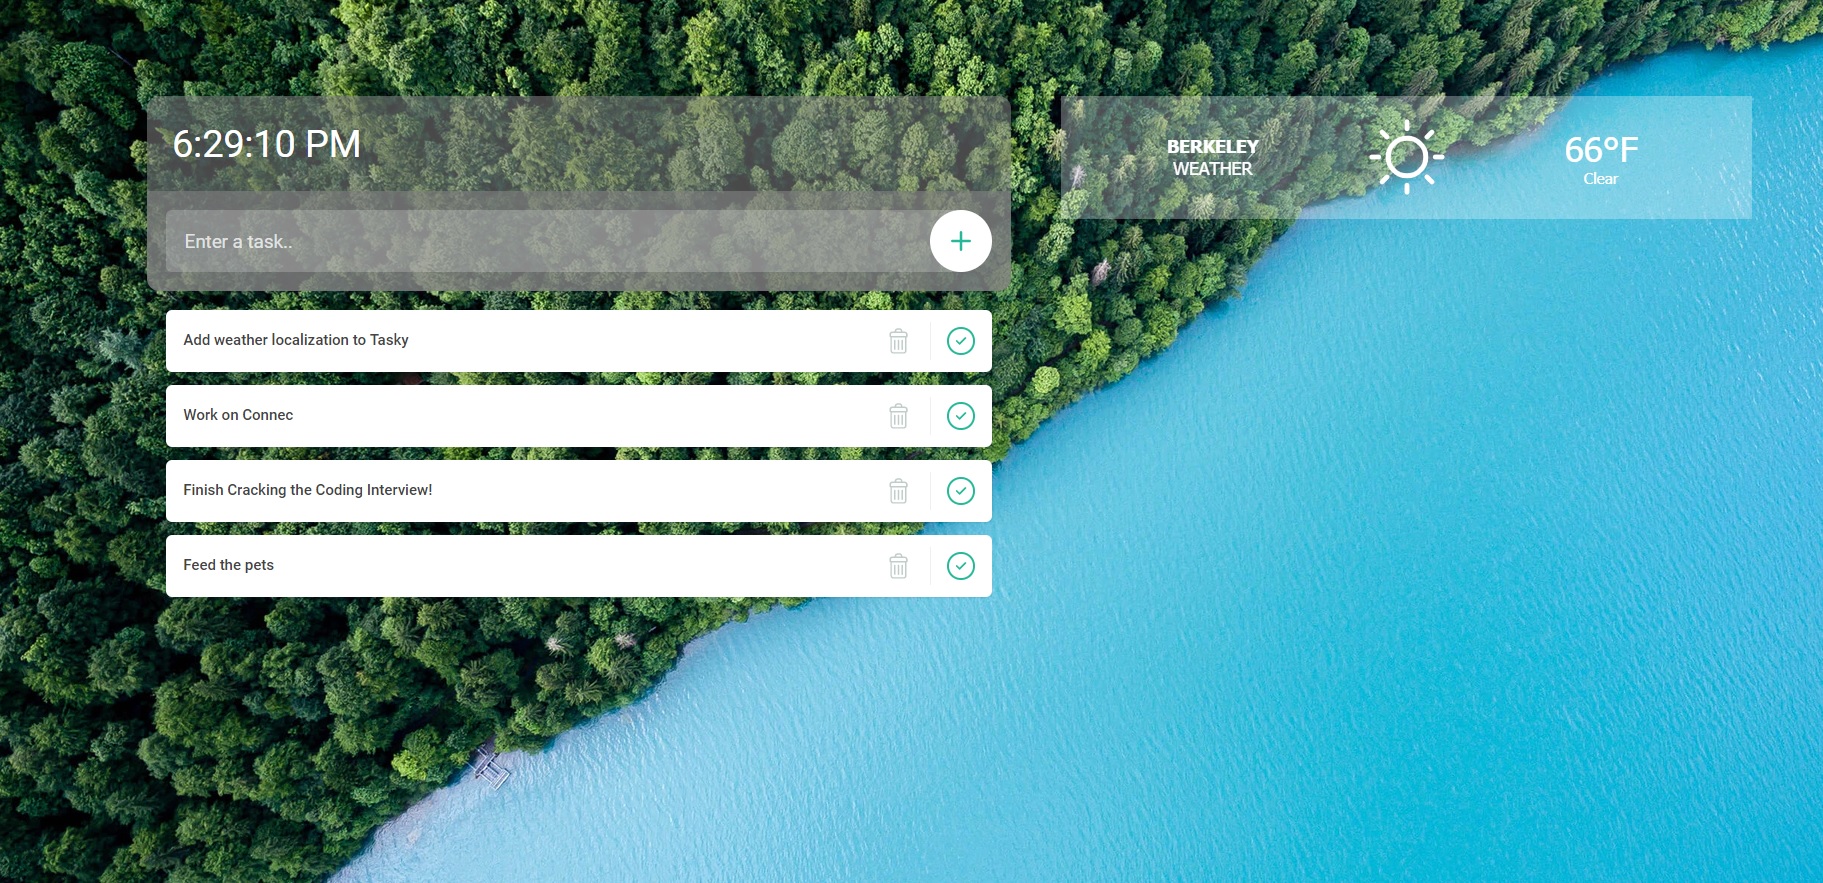 6:29:10 PM
Enter a task..
Add weather localization to Tasky
Work on Connec
Finish Cracking the Coding Interview!
Feed the pets
BERKELEY
WEATHER
66°F
Clear